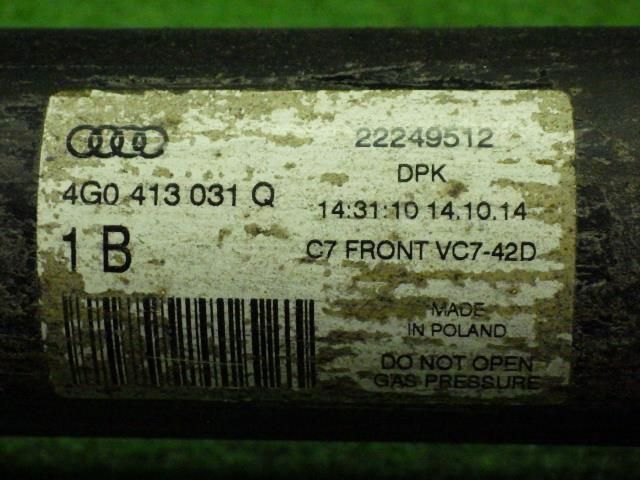 4G0 413 031 Q
1 B
22249512
DPK
14:31:10 14.10.14
C7 FRONT VC7-42D
MADE
IN POLAND
DO NOT OPEN
GAS PRESSURE